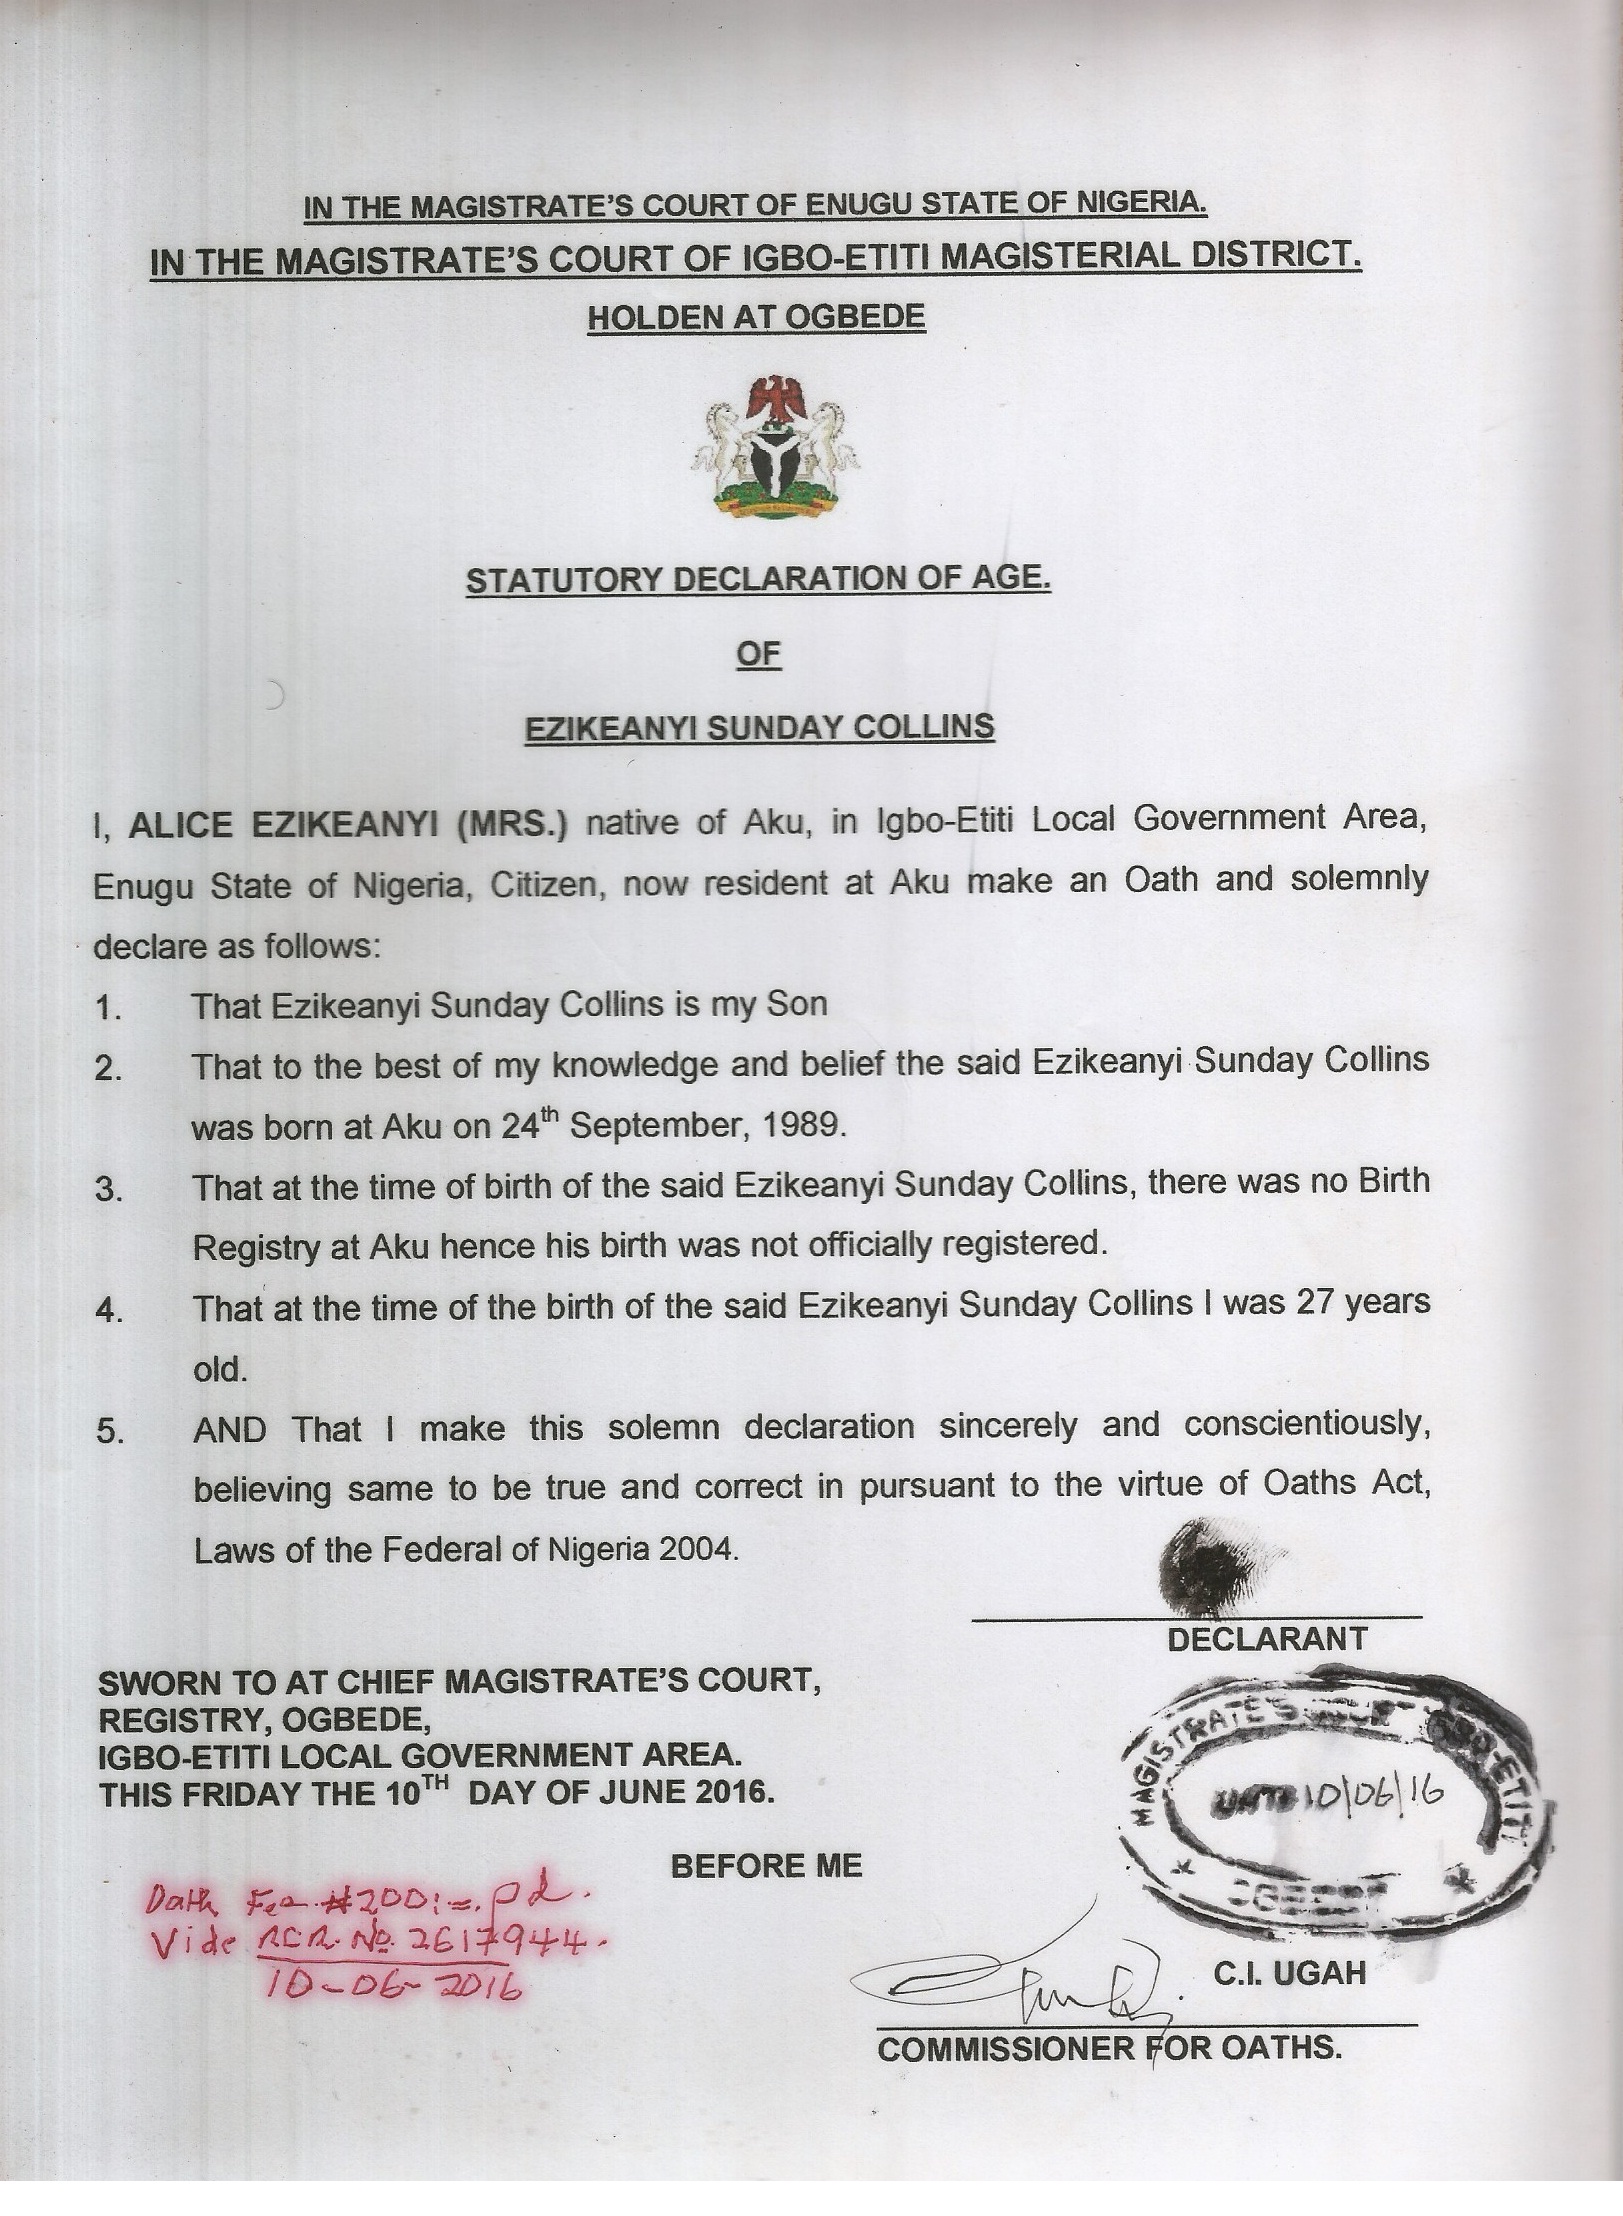 IN THE MAGISTRATE'S COURT OF ENUGU STATE OF NIGERIA.
IN THE MAGISTRATE'S COURT OF IGBO-ETITI MAGISTERIAL DISTRICT.
HOLDEN AT OGBEDE
STATUTORY DECLARATION OF AGE.
OF
EZIKEANYI SUNDAY COLLINS
I, ALICE EZIKEANYI (MRS.) native of Aku, in Igbo-Etiti Local Government Area,
Enugu State of Nigeria, Citizen, now resident at Aku make an Oath and solemnly
declare as follows:
1. That Ezikeanyi Sunday Collins is my Son
2. That to the best of my knowledge and belief the said Ezikeanyi Sunday Collins
was born at Aku on 24th September, 1989.
3. That at the time of birth of the said Ezikeanyi Sunday Collins, there was no Birth
Registry at Aku hence his birth was not officially registered.
4. That at the time of the birth of the said Ezikeanyi Sunday Collins I was 27 years
old.
5. AND That I make this solemn declaration sincerely and conscientiously,
believing same to be true and correct in pursuant to the virtue of Oaths Act,
Laws of the Federal of Nigeria 2004.
DECLARANT
SWORN TO AT CHIEF MAGISTRATE'S COURT,
REGISTRY, OGBEDE,
IGBO-ETITI LOCAL GOVERNMENT AREA.
THIS FRIDAY THE 10TH DAY OF JUNE 2016.
MAGISTRATE'S COURT IGBO-ETITI
DATE 10/06/16
OGBEDE
BEFORE ME
Oath Fee ₦200:=. pd.
Vide RCR. No. 2617944.
10-06-2016
C.I. UGAH
COMMISSIONER FOR OATHS.